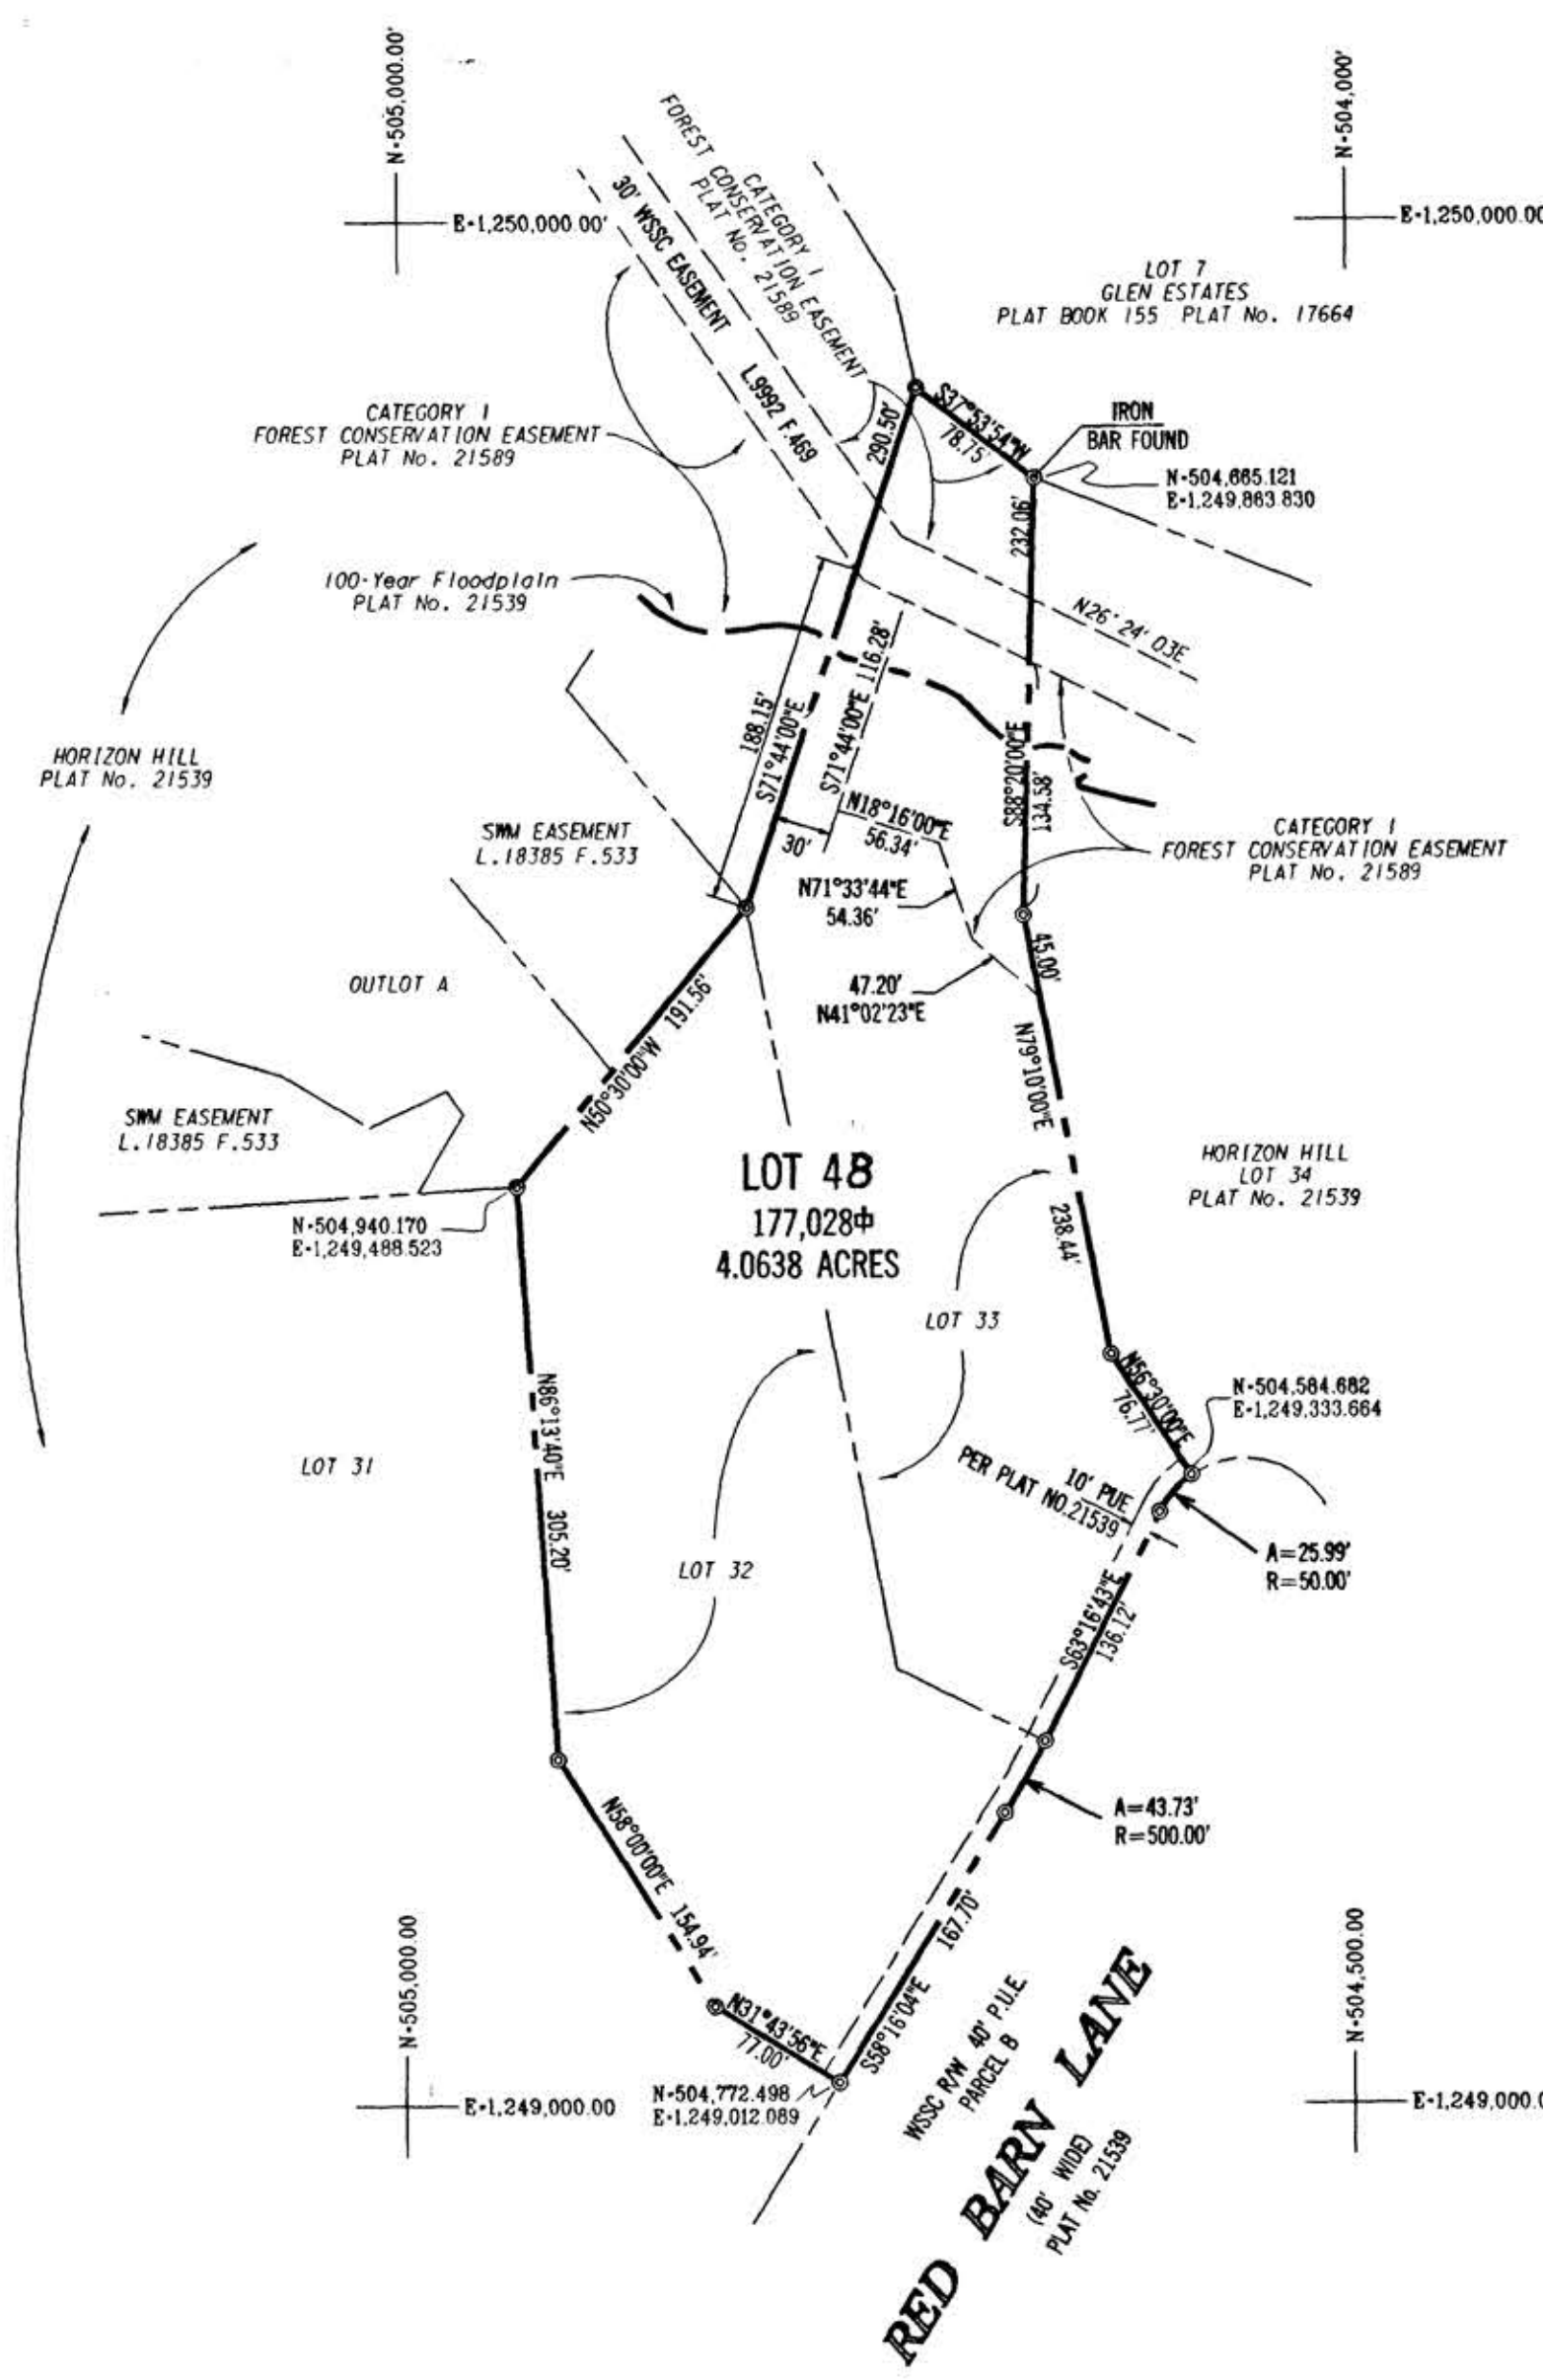 N-505,000.00'
E-1,250,000.00'
N-504,000'
E-1,250,000.00
FOREST CONSERVATION EASEMENT
CATEGORY I
PLAT No. 21589
30' WSSC EASEMENT L.9992 F.469
LOT 7
GLEN ESTATES
PLAT BOOK 155 PLAT No. 17664
CATEGORY I
FOREST CONSERVATION EASEMENT
PLAT No. 21589
290.50'
S37°53'54"W
78.75'
IRON
BAR FOUND
N-504,665.121
E-1,249,863.830
232.06'
100-Year Floodplain
PLAT No. 21539
N26°24'03E
188.15'
S71°44'00"E
S71°44'00"E 116.28'
S88°20'00"E
134.58'
HORIZON HILL
PLAT No. 21539
SWM EASEMENT
L.18385 F.533
30'
N18°16'00"E
56.34'
N71°33'44"E
54.36'
CATEGORY I
FOREST CONSERVATION EASEMENT
PLAT No. 21589
45.00'
47.20'
N41°02'23"E
OUTLOT A
N50°30'00"W 191.56'
N79°10'00"E
238.44'
SWM EASEMENT
L.18385 F.533
LOT 4B
177,028
4.0638 ACRES
HORIZON HILL
LOT 34
PLAT No. 21539
N-504,940.170
E-1,249,488.523
LOT 33
N56°30'00"E
76.77'
N-504,584.682
E-1,249,333.664
N86°13'40"E 305.20'
LOT 31
10' PUE
PER PLAT NO.21539
A=25.99'
R=50.00'
LOT 32
S63°16'43"E
136.12'
A=43.73'
R=500.00'
N58°00'00"E 154.94'
S58°16'04"E 167.70'
N31°43'56"E
77.00'
N-504,772.498
E-1,249,012.089
N-505,000.00
E-1,249,000.00
N-504,500.00
E-1,249,000.0
WSSC R/W 40' P.U.E.
PARCEL B
RED BARN LANE
(40' WIDE)
PLAT No. 21539